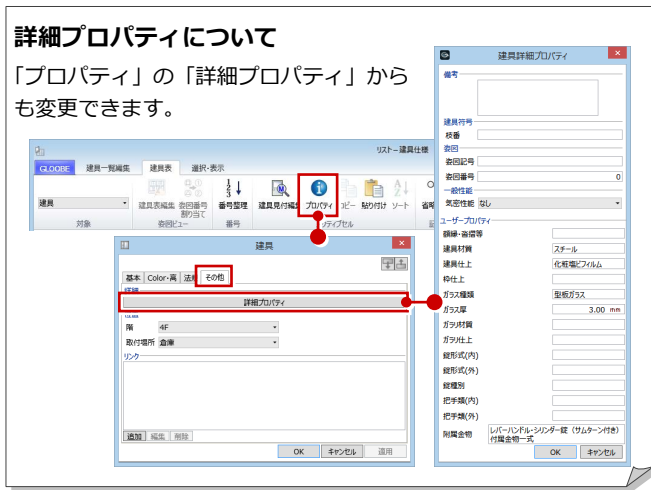 詳細プロパティについて
「プロパティ」の「詳細プロパティ」から
も変更できます。
リストー建具仕様
GLOOBE 建具一覧編集 建具表 選択・表示
建具
建具表編集 姿図番号 番号整理 建具見付編集 プロパティ コピー 貼り付け ソート 省略
割り当て
対象 姿図ビュー 番号
建具
基本 Color・高 法規 その他
詳細
詳細プロパティ
階 4F
取付場所 倉庫
リンク
追加 編集 削除
OK キャンセル 適用
建具詳細プロパティ
備考
建具符号
枝番
姿図
姿図記号
姿図番号 0
一般性能
気密性能 なし
ユーザープロパティ
額縁・沓摺等
建具材質 スチール
建具仕上 化粧塩ビフィルム
枠仕上
ガラス種類 型板ガラス
ガラス厚 3.00 mm
ガラリ材質
ガラリ仕上
錠形式(内)
錠形式(外)
錠種別
把手類(内)
把手類(外)
附属金物 レバーハンドル・シリンダー錠 (サムターン付き)
付属金物一式
OK キャンセル